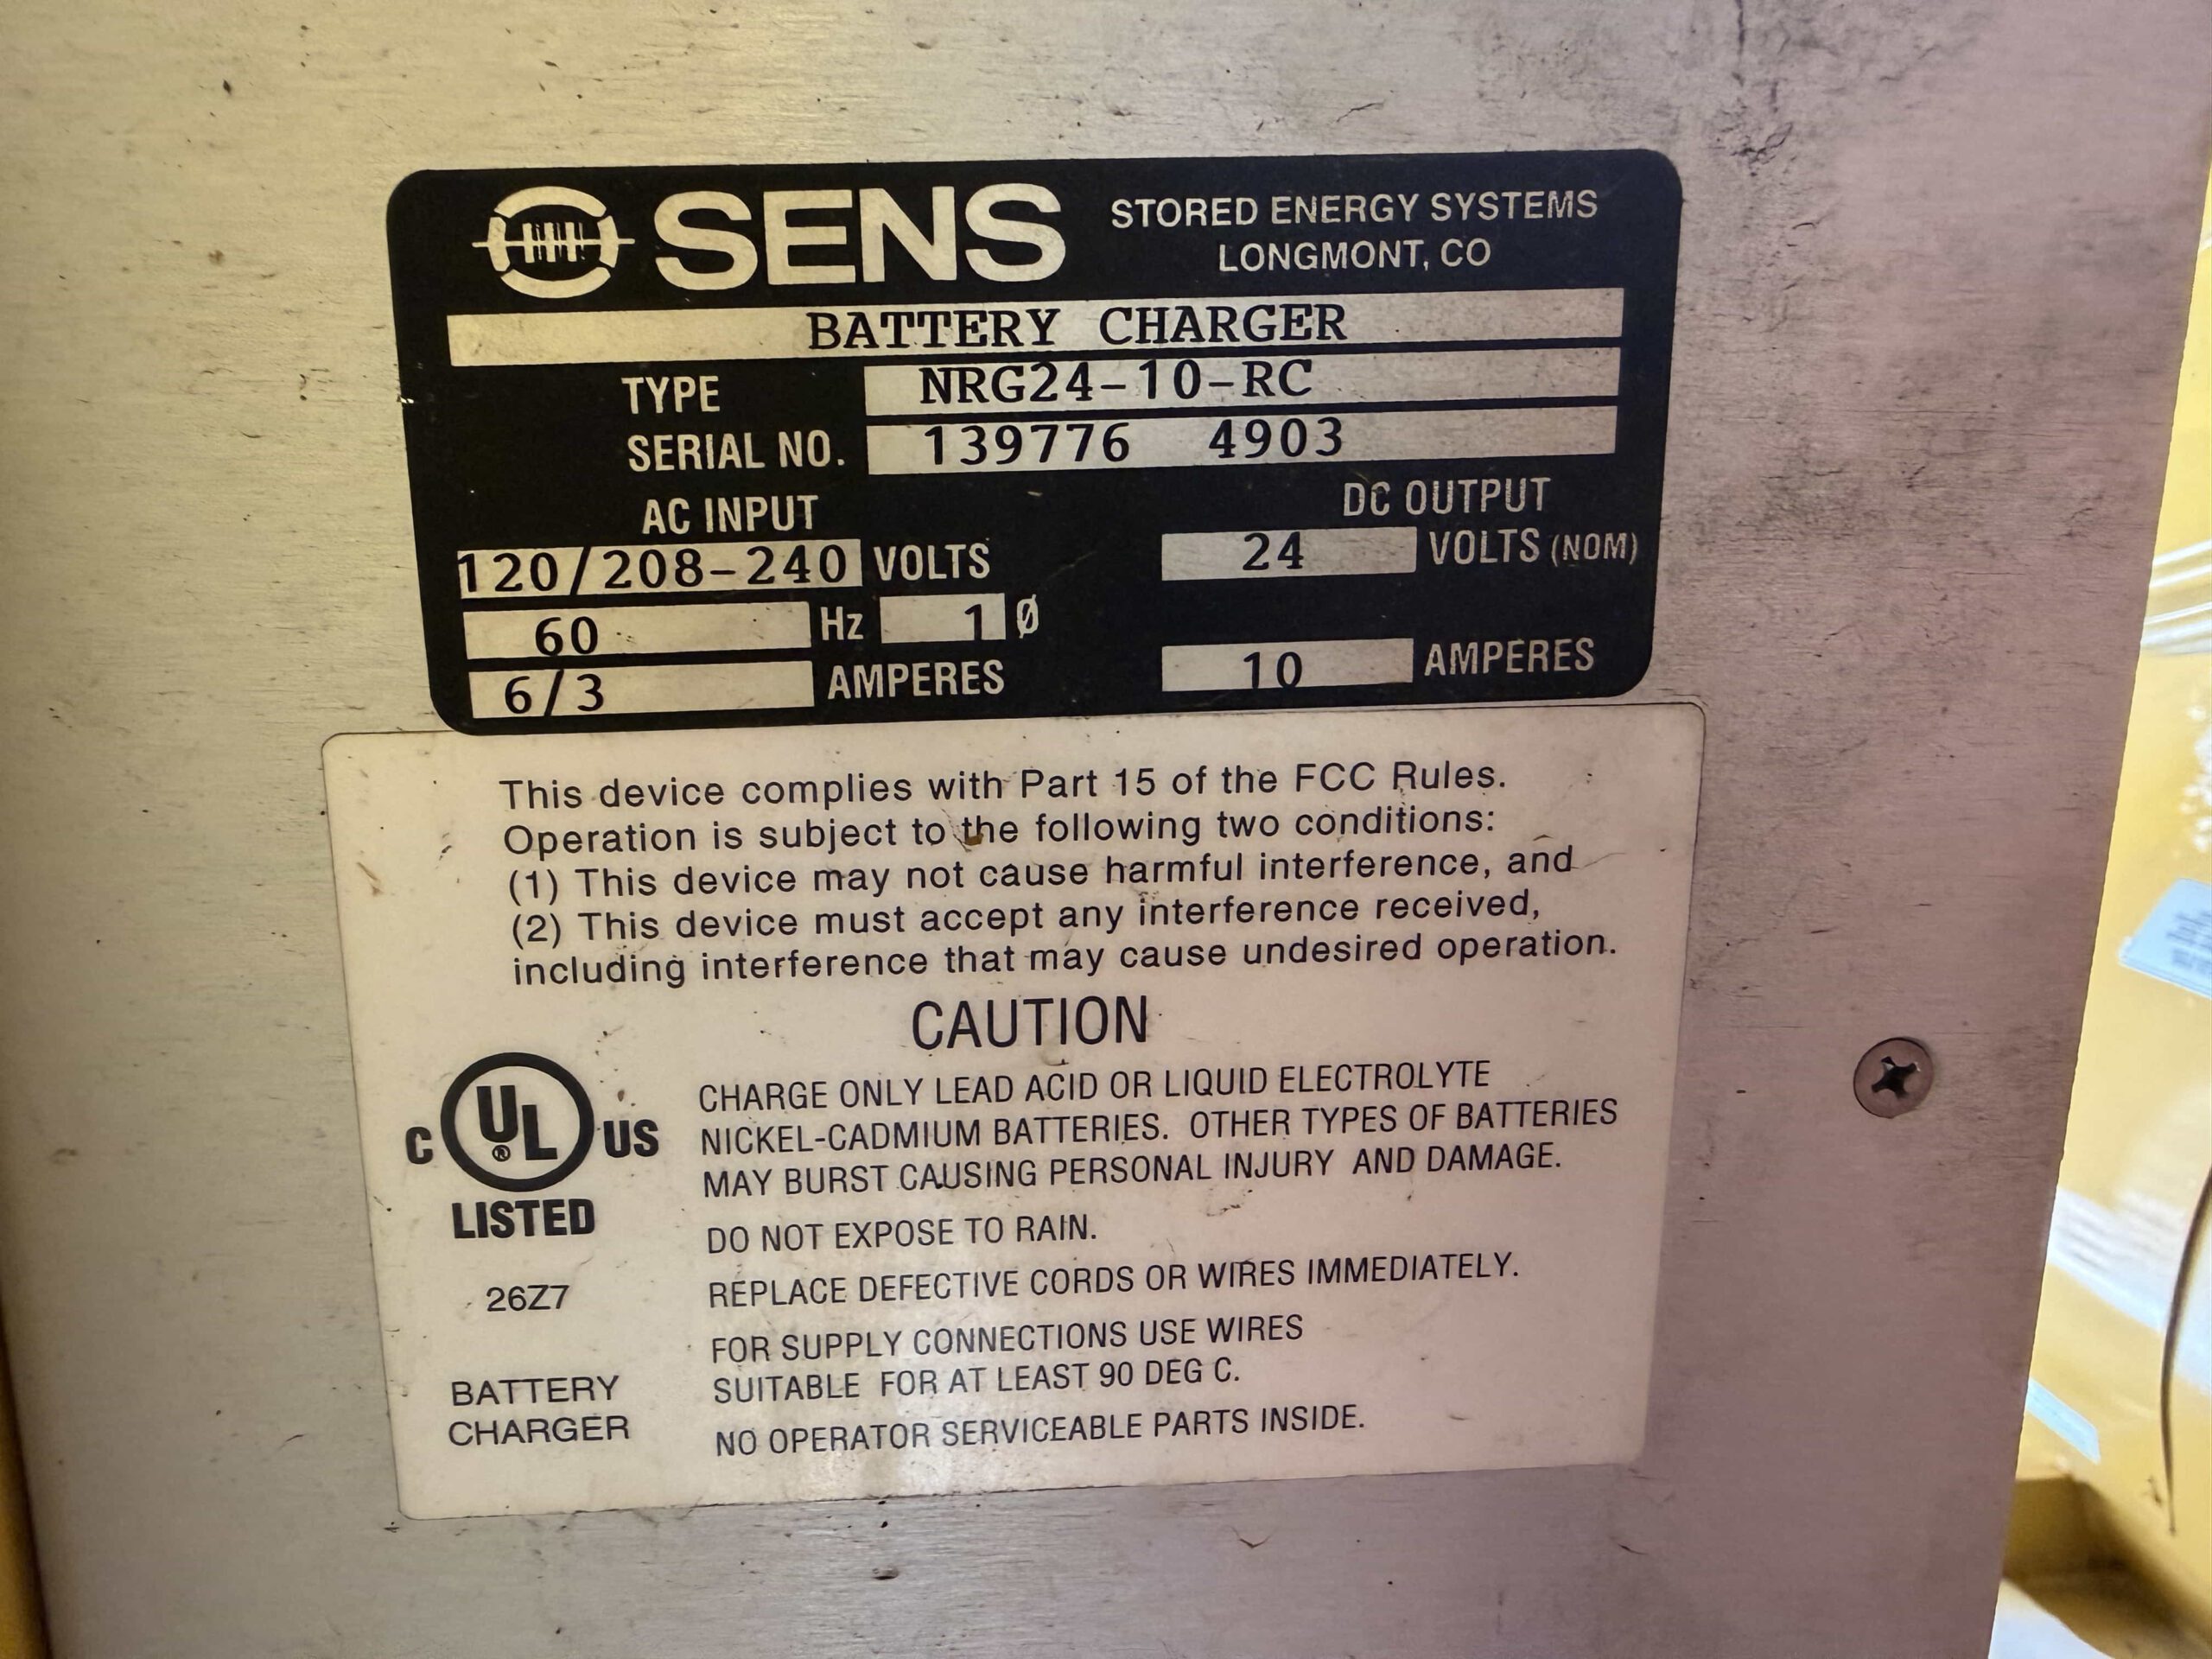 SENS
STORED ENERGY SYSTEMS
LONGMONT, CO
BATTERY CHARGER
TYPE NRG24-10-RC
SERIAL NO. 139776 4903
AC INPUT DC OUTPUT
120/208-240 VOLTS 24 VOLTS (NOM)
60 Hz 1 Ø
6/3 AMPERES 10 AMPERES
This device complies with Part 15 of the FCC Rules.
Operation is subject to the following two conditions:
(1) This device may not cause harmful interference, and
(2) This device must accept any interference received,
including interference that may cause undesired operation.
CAUTION
C UL ® US
LISTED
26Z7
BATTERY
CHARGER
CHARGE ONLY LEAD ACID OR LIQUID ELECTROLYTE
NICKEL-CADMIUM BATTERIES. OTHER TYPES OF BATTERIES
MAY BURST CAUSING PERSONAL INJURY AND DAMAGE.
DO NOT EXPOSE TO RAIN.
REPLACE DEFECTIVE CORDS OR WIRES IMMEDIATELY.
FOR SUPPLY CONNECTIONS USE WIRES
SUITABLE FOR AT LEAST 90 DEG C.
NO OPERATOR SERVICEABLE PARTS INSIDE.